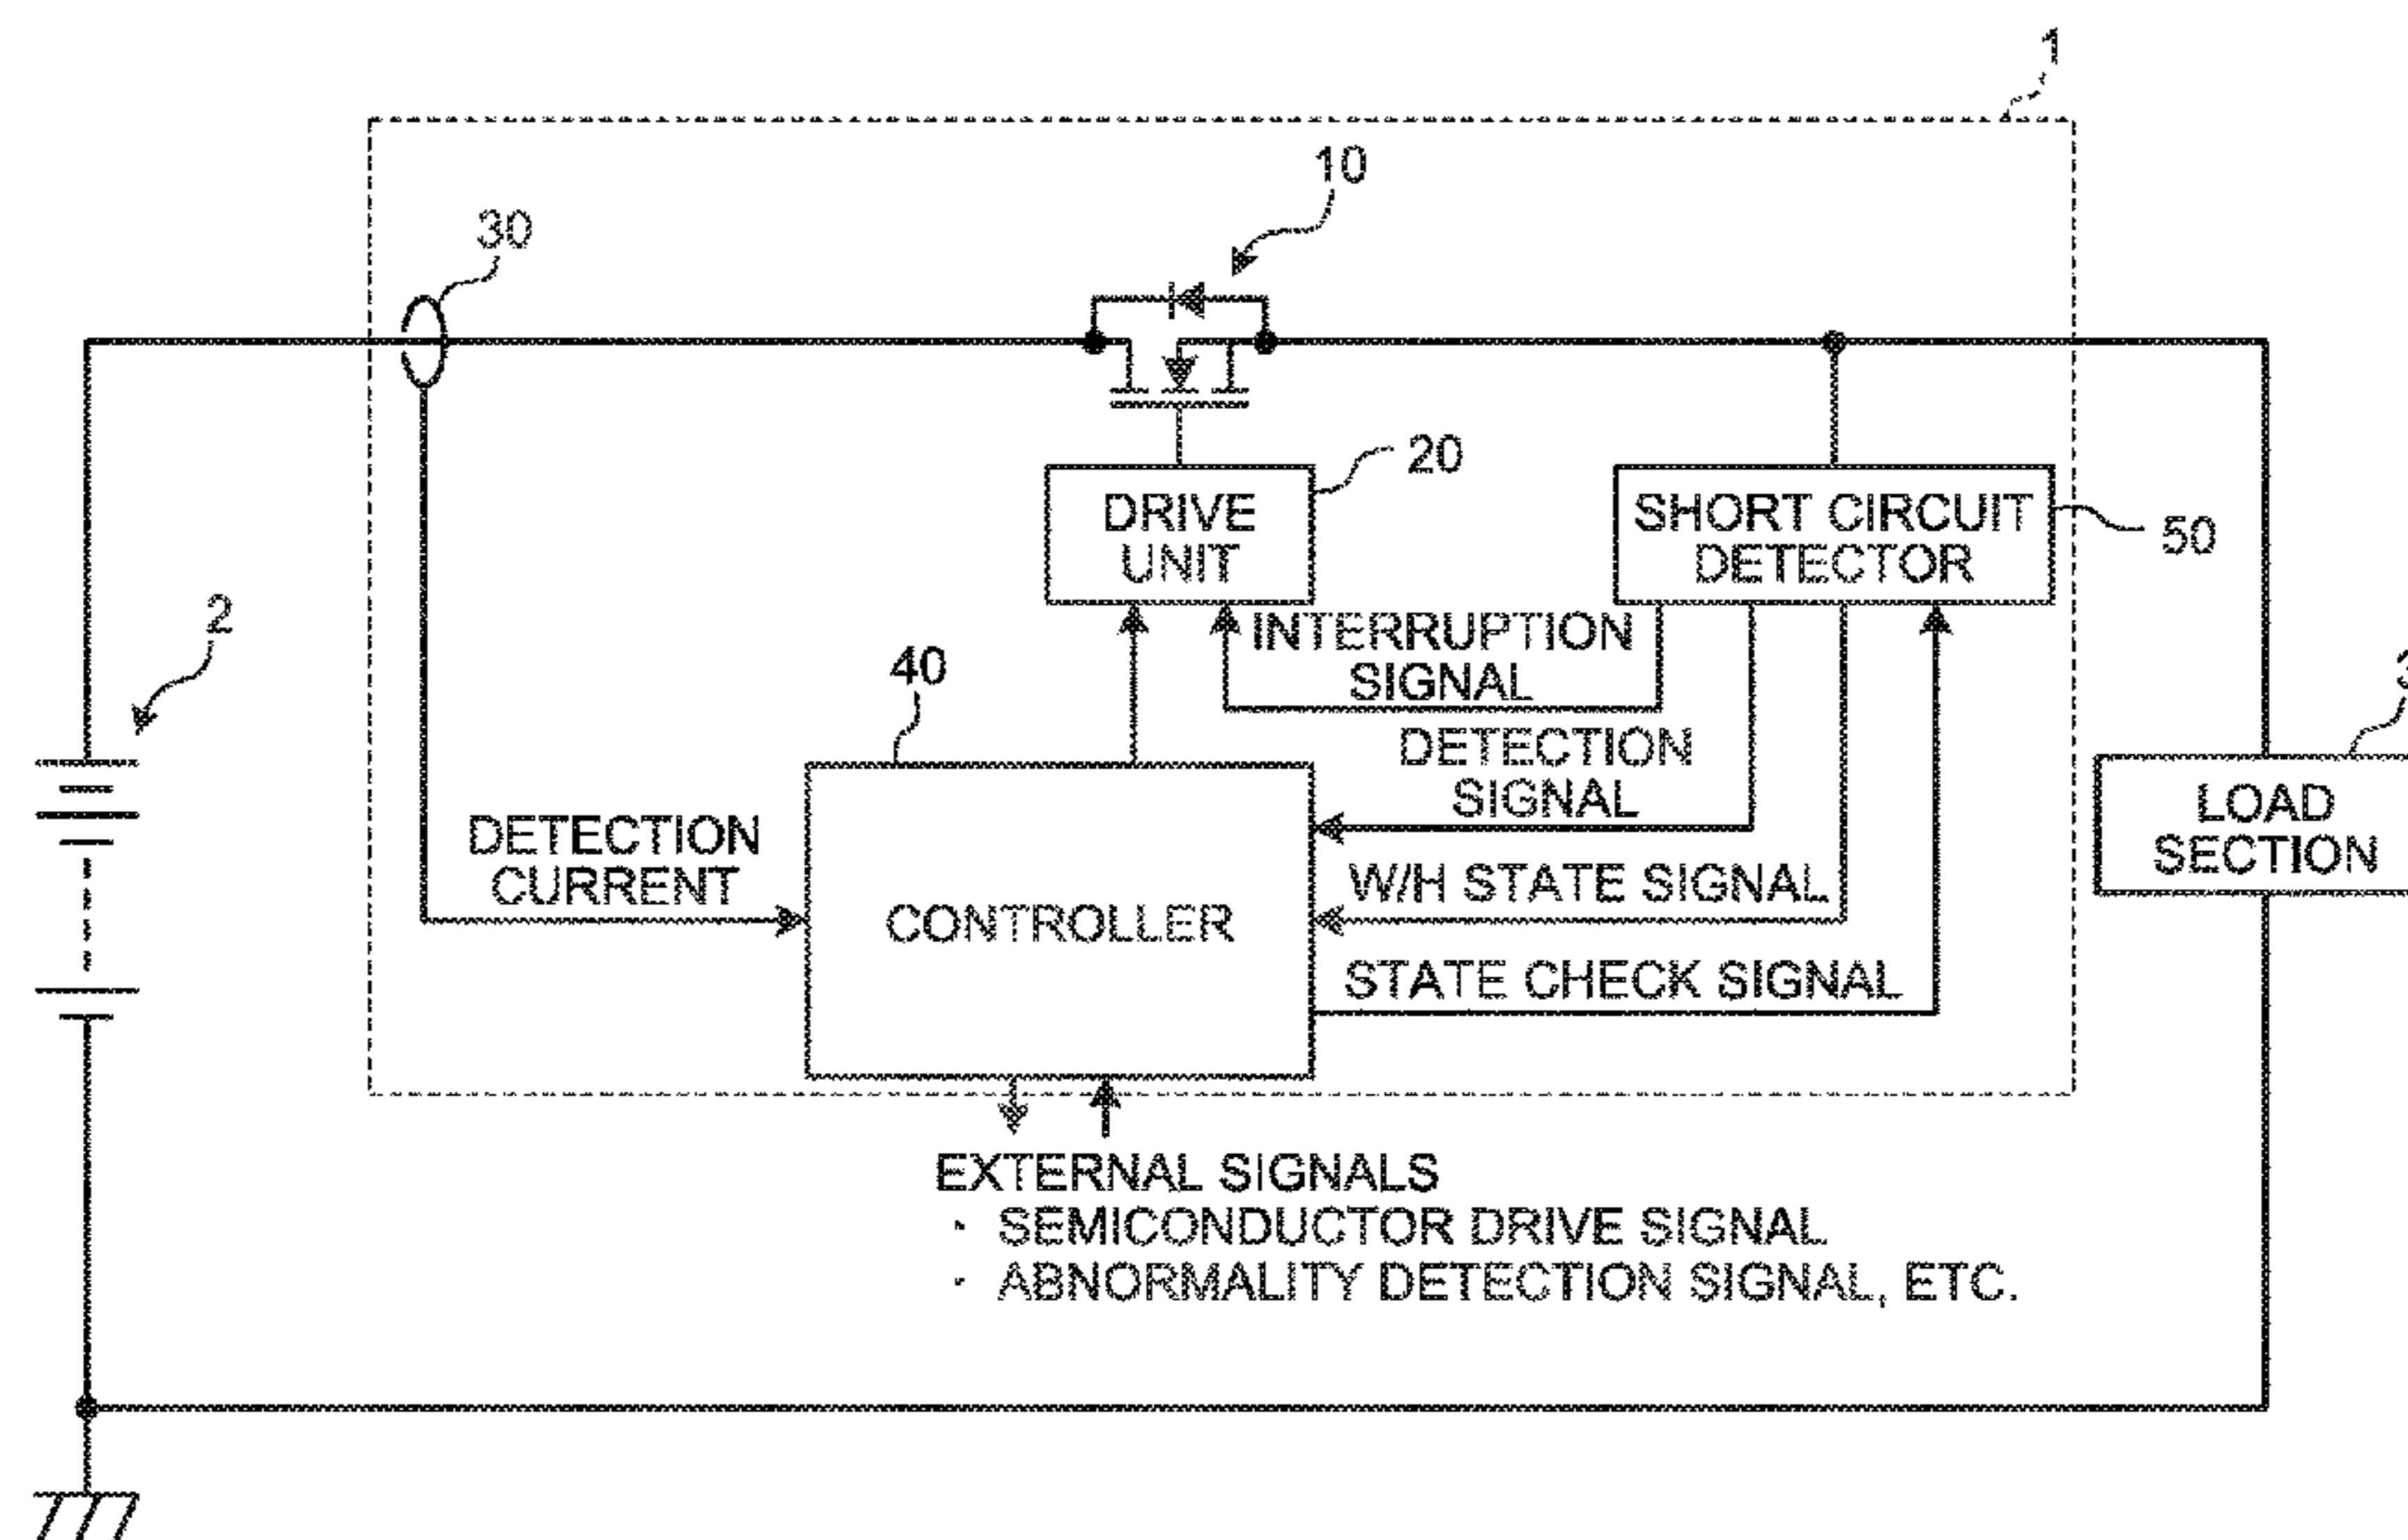 1
10
30
20
DRIVE
UNIT
SHORT CIRCUIT
DETECTOR
50
2
INTERRUPTION
SIGNAL
40
3
DETECTION
SIGNAL
LOAD
SECTION
DETECTION
CURRENT
W/H STATE SIGNAL
CONTROLLER
STATE CHECK SIGNAL
EXTERNAL SIGNALS
· SEMICONDUCTOR DRIVE SIGNAL
· ABNORMALITY DETECTION SIGNAL, ETC.